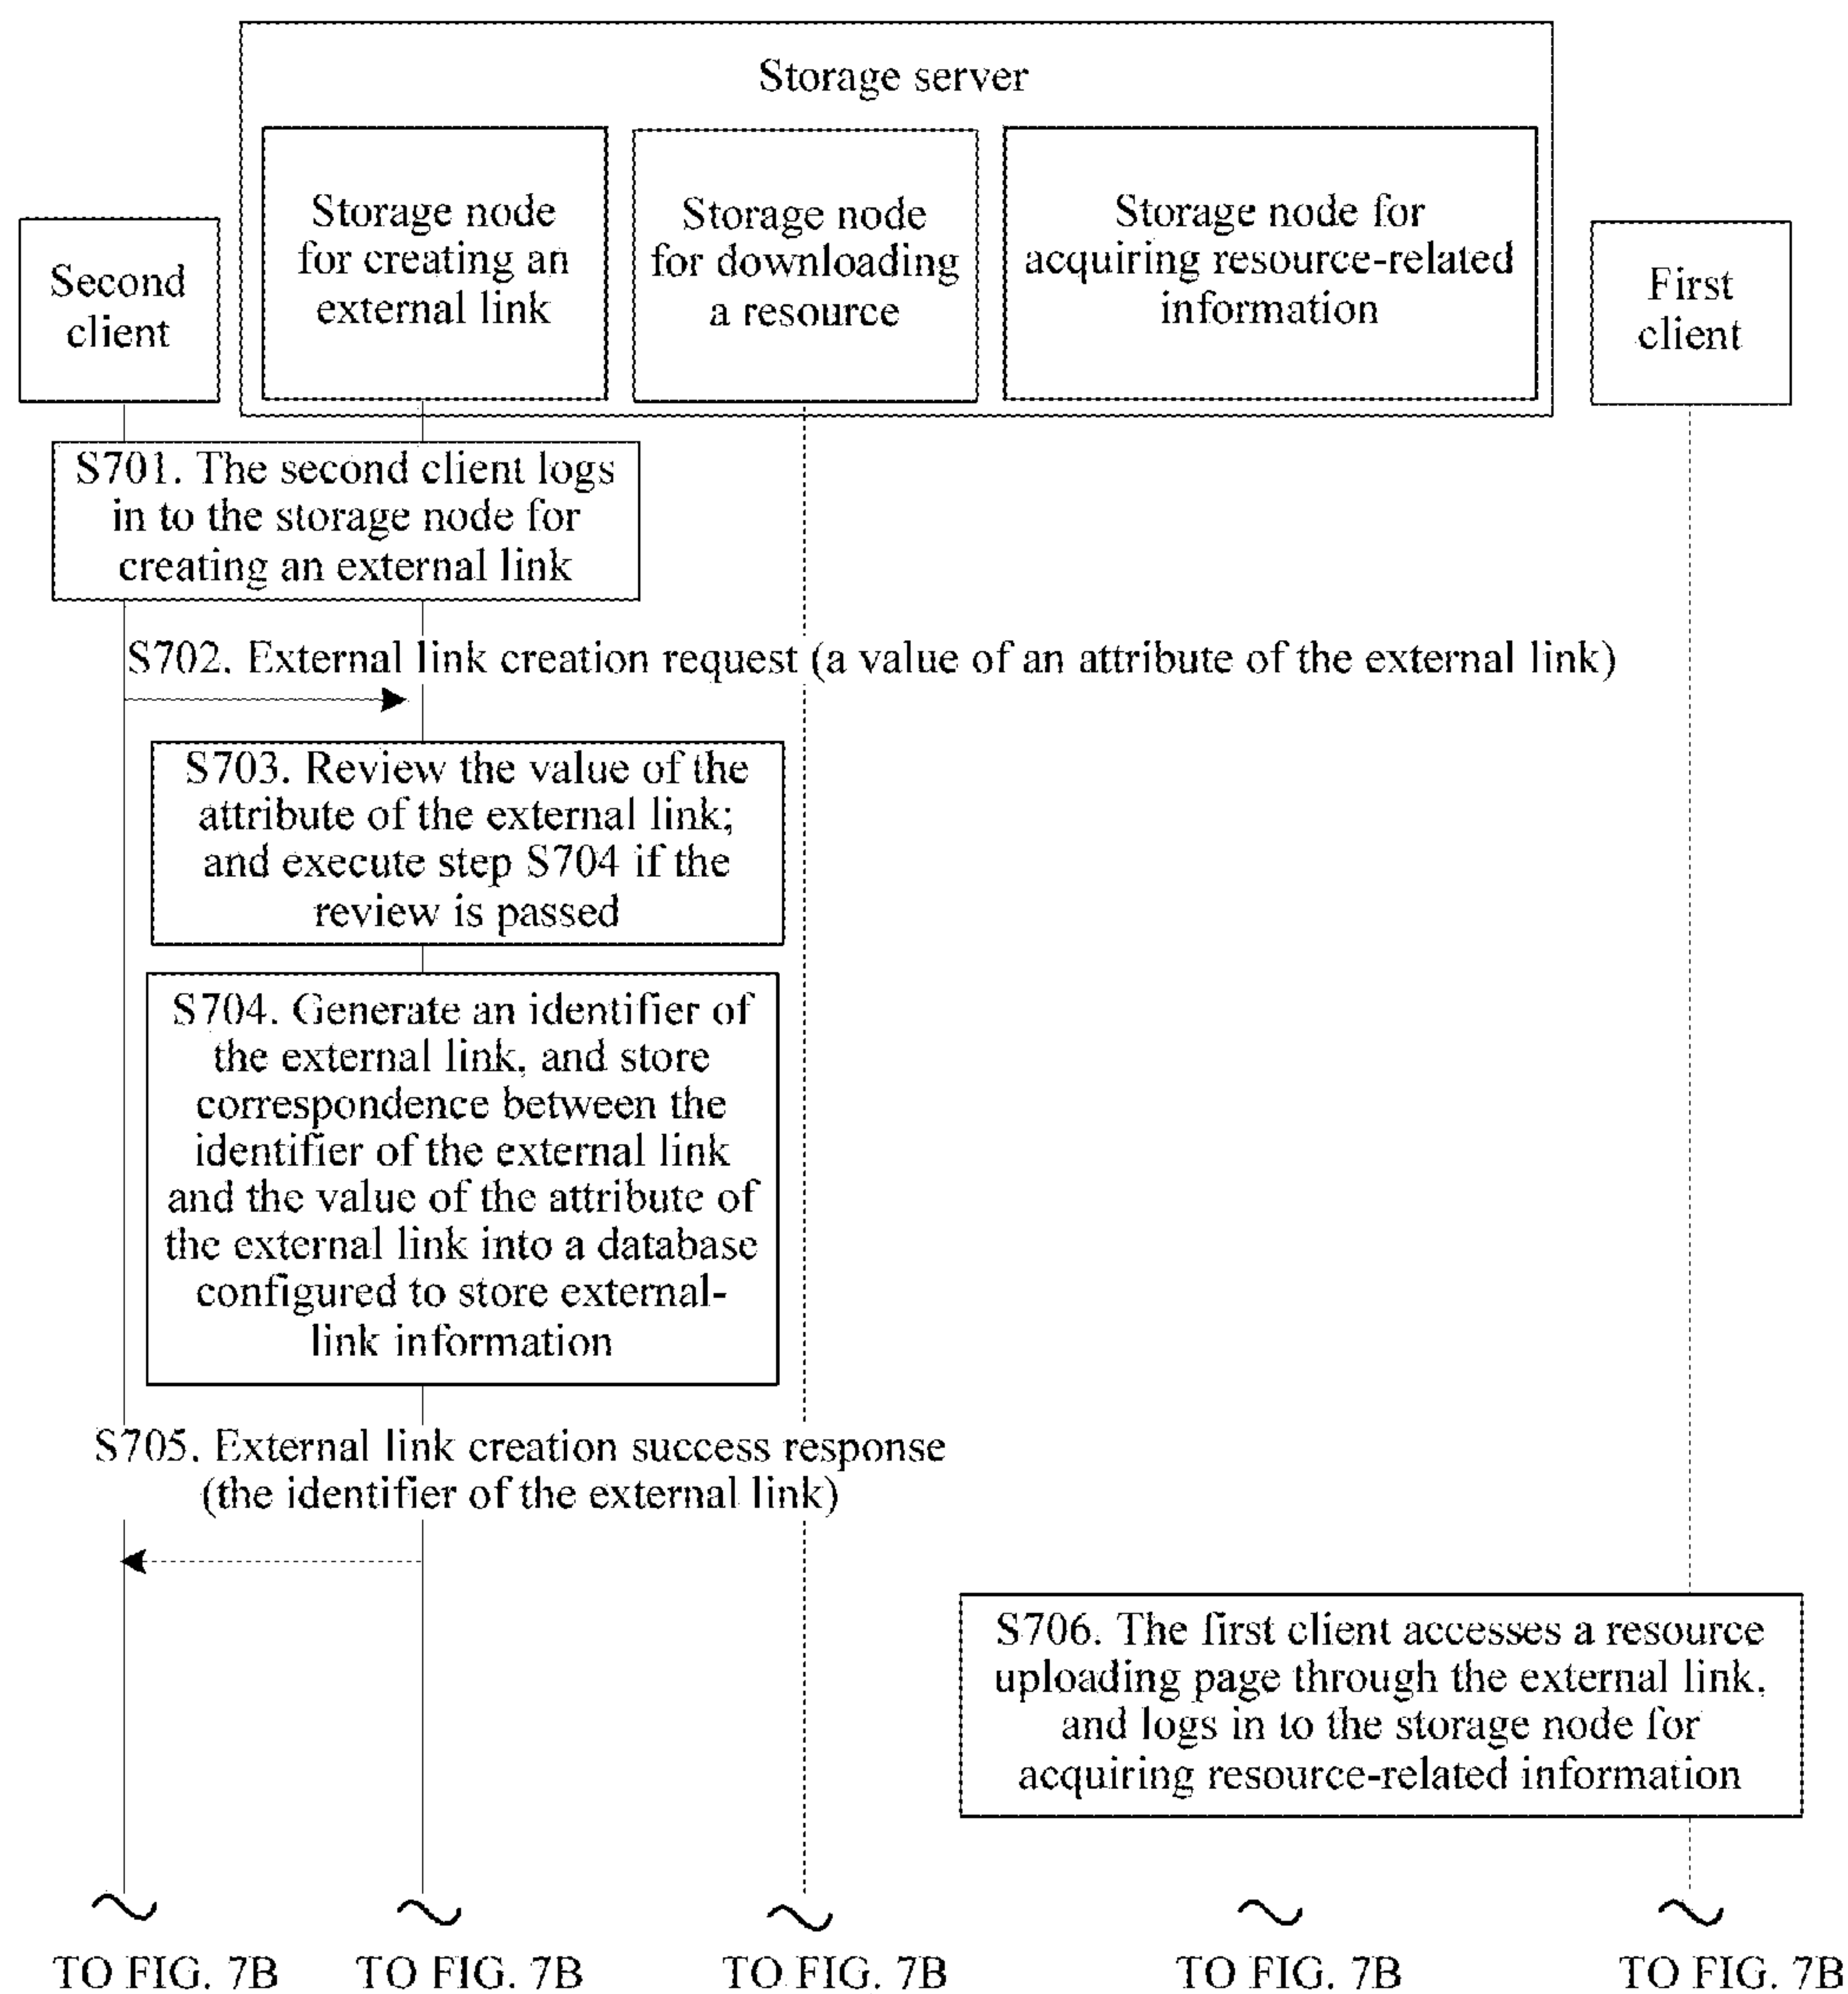 Storage server
Second
client
Storage node
for creating an
external link
Storage node
for downloading
a resource
Storage node for
acquiring resource-related
information
First
client
S701. The second client logs
in to the storage node for
creating an external link
S702. External link creation request (a value of an attribute of the external link)
S703. Review the value of the
attribute of the external link;
and execute step S704 if the
review is passed
S704. Generate an identifier of
the external link, and store
correspondence between the
identifier of the external link
and the value of the attribute of
the external link into a database
configured to store external-
link information
S705. External link creation success response
(the identifier of the external link)
S706. The first client accesses a resource
uploading page through the external link,
and logs in to the storage node for
acquiring resource-related information
TO FIG. 7B
TO FIG. 7B
TO FIG. 7B
TO FIG. 7B
TO FIG. 7B